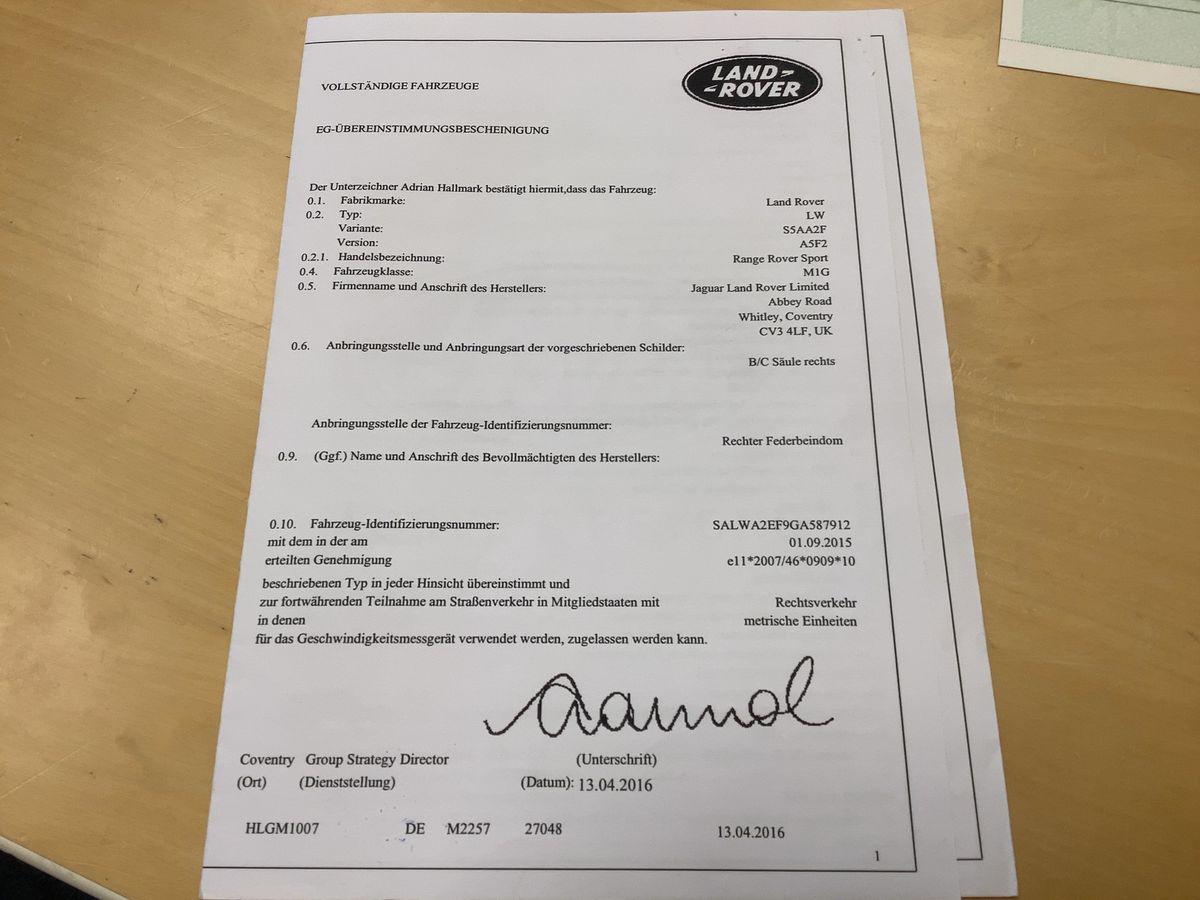 LAND-
-ROVER
VOLLSTÄNDIGE FAHRZEUGE
EG-ÜBEREINSTIMMUNGSBESCHEINIGUNG
Der Unterzeichner Adrian Hallmark bestätigt hiermit,dass das Fahrzeug:
0.1. Fabrikmarke: Land Rover
0.2. Typ: LW
Variante: S5AA2F
Version: A5F2
0.2.1. Handelsbezeichnung: Range Rover Sport
0.4. Fahrzeugklasse: M1G
0.5. Firmenname und Anschrift des Herstellers: Jaguar Land Rover Limited
Abbey Road
Whitley, Coventry
CV3 4LF, UK
0.6. Anbringungsstelle und Anbringungsart der vorgeschriebenen Schilder:
B/C Säule rechts
Anbringungsstelle der Fahrzeug-Identifizierungsnummer:
Rechter Federbeindom
0.9. (Ggf.) Name und Anschrift des Bevollmächtigten des Herstellers:
0.10. Fahrzeug-Identifizierungsnummer: SALWA2EF9GA587912
mit dem in der am 01.09.2015
erteilten Genehmigung e11*2007/46*0909*10
beschriebenen Typ in jeder Hinsicht übereinstimmt und
zur fortwährenden Teilnahme am Straßenverkehr in Mitgliedstaaten mit Rechtsverkehr
in denen metrische Einheiten
für das Geschwindigkeitsmessgerät verwendet werden, zugelassen werden kann.
Coventry Group Strategy Director (Unterschrift)
(Ort) (Dienststellung) (Datum): 13.04.2016
HLGM1007 DE M2257 27048 13.04.2016
1